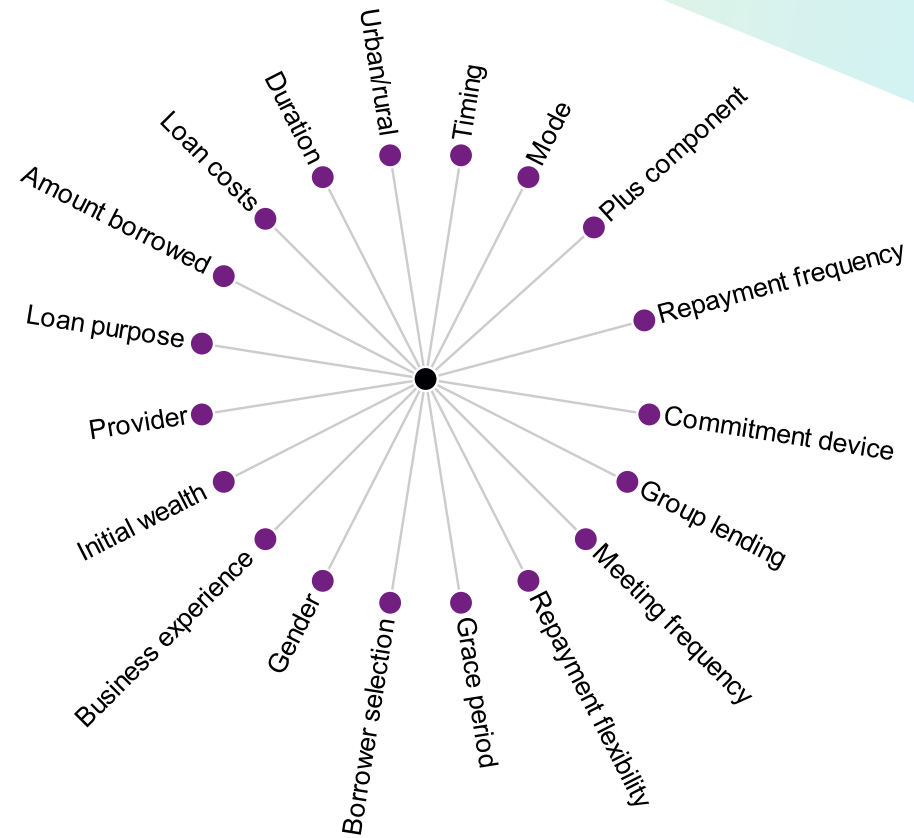 Urban/rural
Timing
Mode
Plus component
Repayment frequency
Commitment device
Group lending
Meeting frequency
Repayment flexibility
Grace period
Borrower selection
Gender
Business experience
Initial wealth
Provider
Loan purpose
Amount borrowed
Loan costs
Duration